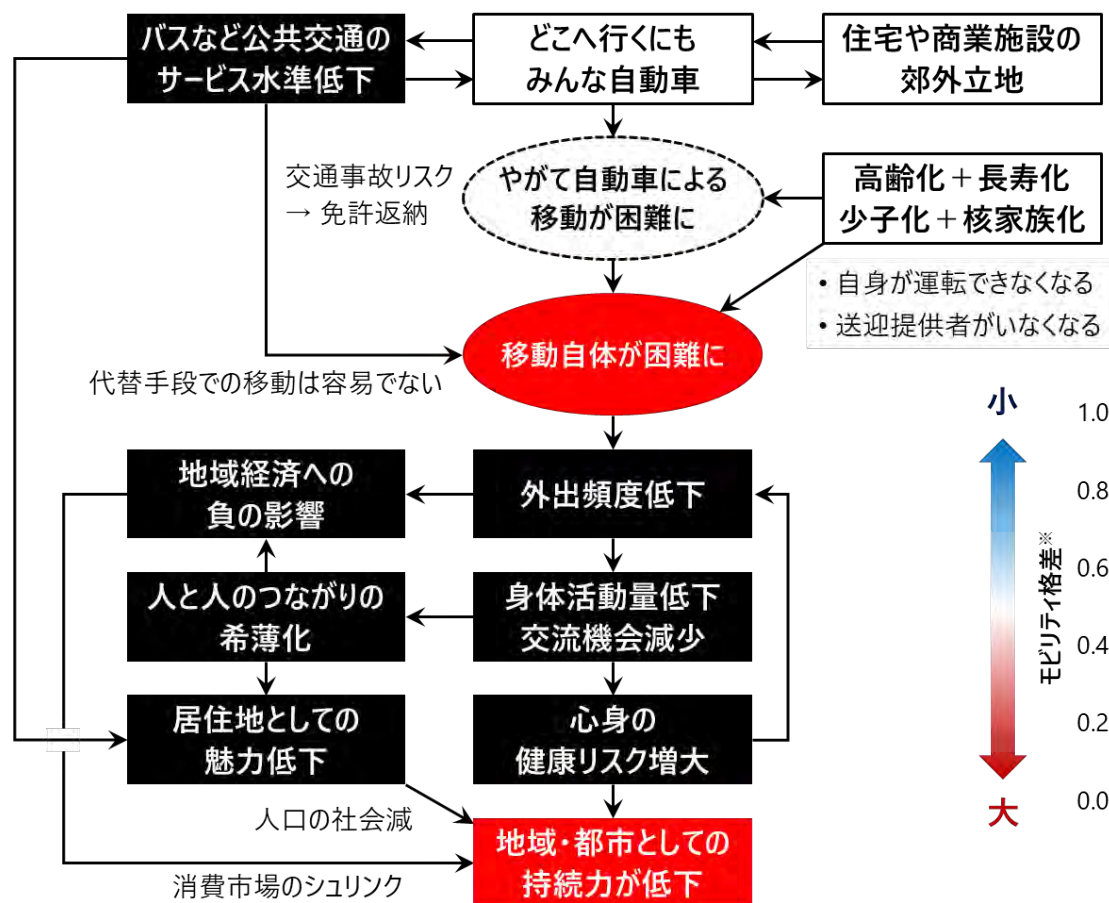 バスなど公共交通の
サービス水準低下
どこへ行くにも
みんな自動車
住宅や商業施設の
郊外立地
交通事故リスク
→ 免許返納
やがて自動車による
移動が困難に
高齢化＋長寿化
少子化＋核家族化
・自身が運転できなくなる
・送迎提供者がいなくなる
移動自体が困難に
代替手段での移動は容易でない
地域経済への
負の影響
外出頻度低下
人と人のつながりの
希薄化
身体活動量低下
交流機会減少
居住地としての
魅力低下
心身の
健康リスク増大
人口の社会減
地域・都市としての
持続力が低下
消費市場のシュリンク
小
大
モビリティ格差※
1.0
0.8
0.6
0.4
0.2
0.0